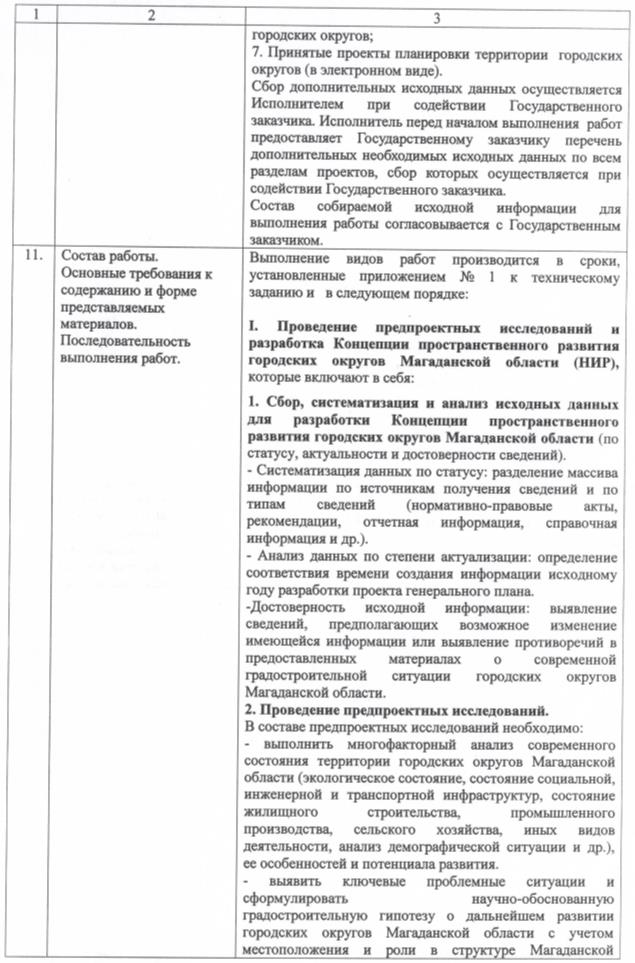 1 2 3
городских округов;
7. Принятые проекты планировки территории городских
округов (в электронном виде).
Сбор дополнительных исходных данных осуществляется
Исполнителем при содействии Государственного
заказчика. Исполнитель перед началом выполнения работ
предоставляет Государственному заказчику перечень
дополнительных необходимых исходных данных по всем
разделам проектов, сбор которых осуществляется при
содействии Государственного заказчика.
Состав собираемой исходной информации для
выполнения работы согласовывается с Государственным
заказчиком.
11.
Состав работы.
Основные требования к
содержанию и форме
представляемых
материалов.
Последовательность
выполнения работ.
Выполнение видов работ производится в сроки,
установленные приложением № 1 к техническому
заданию и в следующем порядке:
I. Проведение предпроектных исследований и
разработка Концепции пространственного развития
городских округов Магаданской области (НИР),
которые включают в себя:
1. Сбор, систематизация и анализ исходных данных
для разработки Концепции пространственного
развития городских округов Магаданской области (по
статусу, актуальности и достоверности сведений).
- Систематизация данных по статусу: разделение массива
информации по источникам получения сведений и по
типам сведений (нормативно-правовые акты,
рекомендации, отчетная информация, справочная
информация и др.).
- Анализ данных по степени актуализации: определение
соответствия времени создания информации исходному
году разработки проекта генерального плана.
-Достоверность исходной информации: выявление
сведений, предполагающих возможное изменение
имеющейся информации или выявление противоречий в
предоставленных материалах о современной
градостроительной ситуации городских округов
Магаданской области.
2. Проведение предпроектных исследований.
В составе предпроектных исследований необходимо:
- выполнить многофакторный анализ современного
состояния территории городских округов Магаданской
области (экологическое состояние, состояние социальной,
инженерной и транспортной инфраструктур, состояние
жилищного строительства, промышленного
производства, сельского хозяйства, иных видов
деятельности, анализ демографической ситуации и др.),
ее особенностей и потенциала развития.
- выявить ключевые проблемные ситуации и
сформулировать научно-обоснованную
градостроительную гипотезу о дальнейшем развитии
городских округов Магаданской области с учетом
местоположения и роли в структуре Магаданской